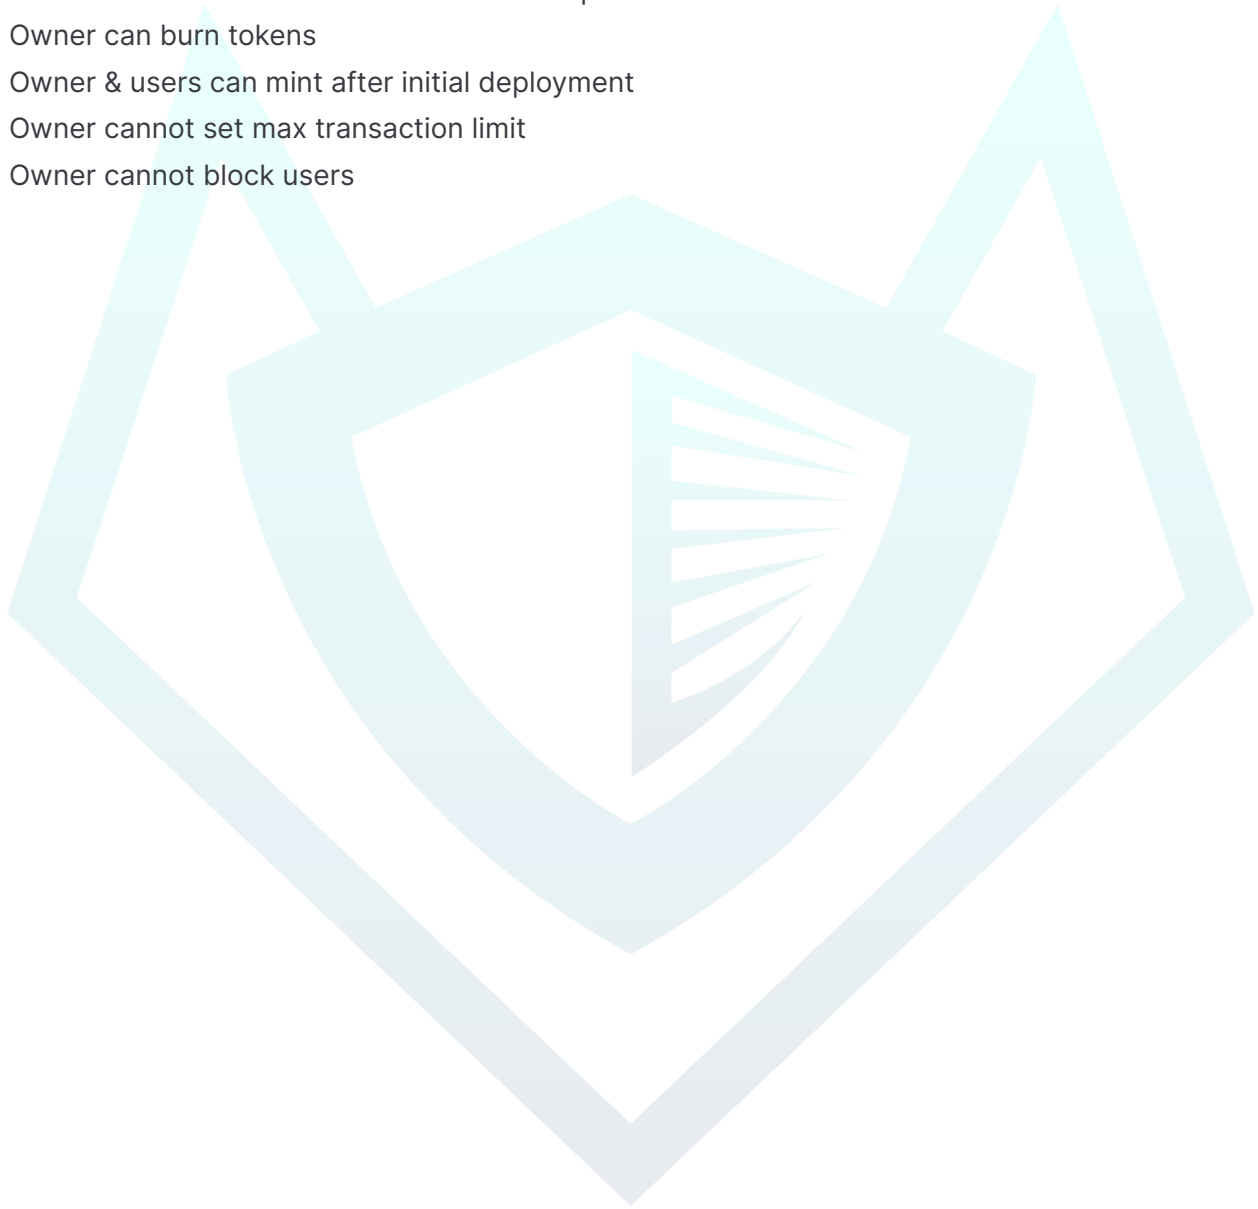 Owner can burn tokens
Owner & users can mint after initial deployment
Owner cannot set max transaction limit
Owner cannot block users